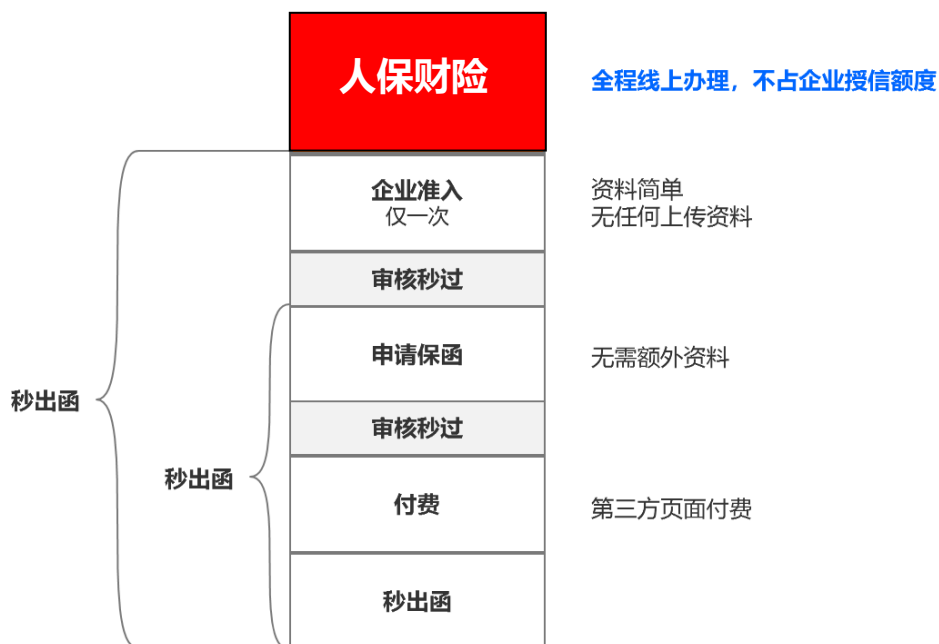 人保财险
全程线上办理，不占企业授信额度
企业准入
仅一次
资料简单
无任何上传资料
审核秒过
申请保函
无需额外资料
秒出函
审核秒过
秒出函
付费
第三方页面付费
秒出函